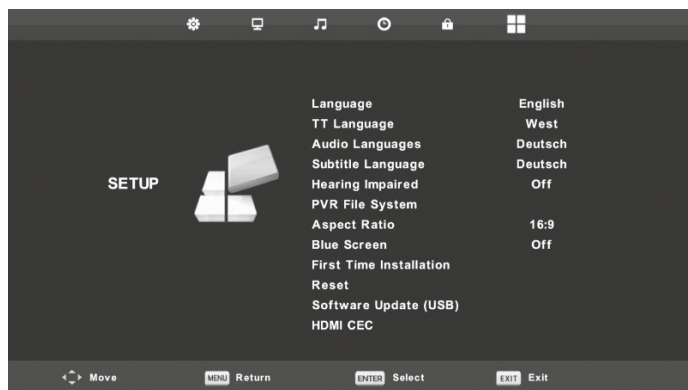 Language English
TT Language West
Audio Languages Deutsch
Subtitle Language Deutsch
SETUP
Hearing Impaired Off
PVR File System
Aspect Ratio 16:9
Blue Screen Off
First Time Installation
Reset
Software Update (USB)
HDMI CEC
Move MENU Return ENTER Select EXIT Exit